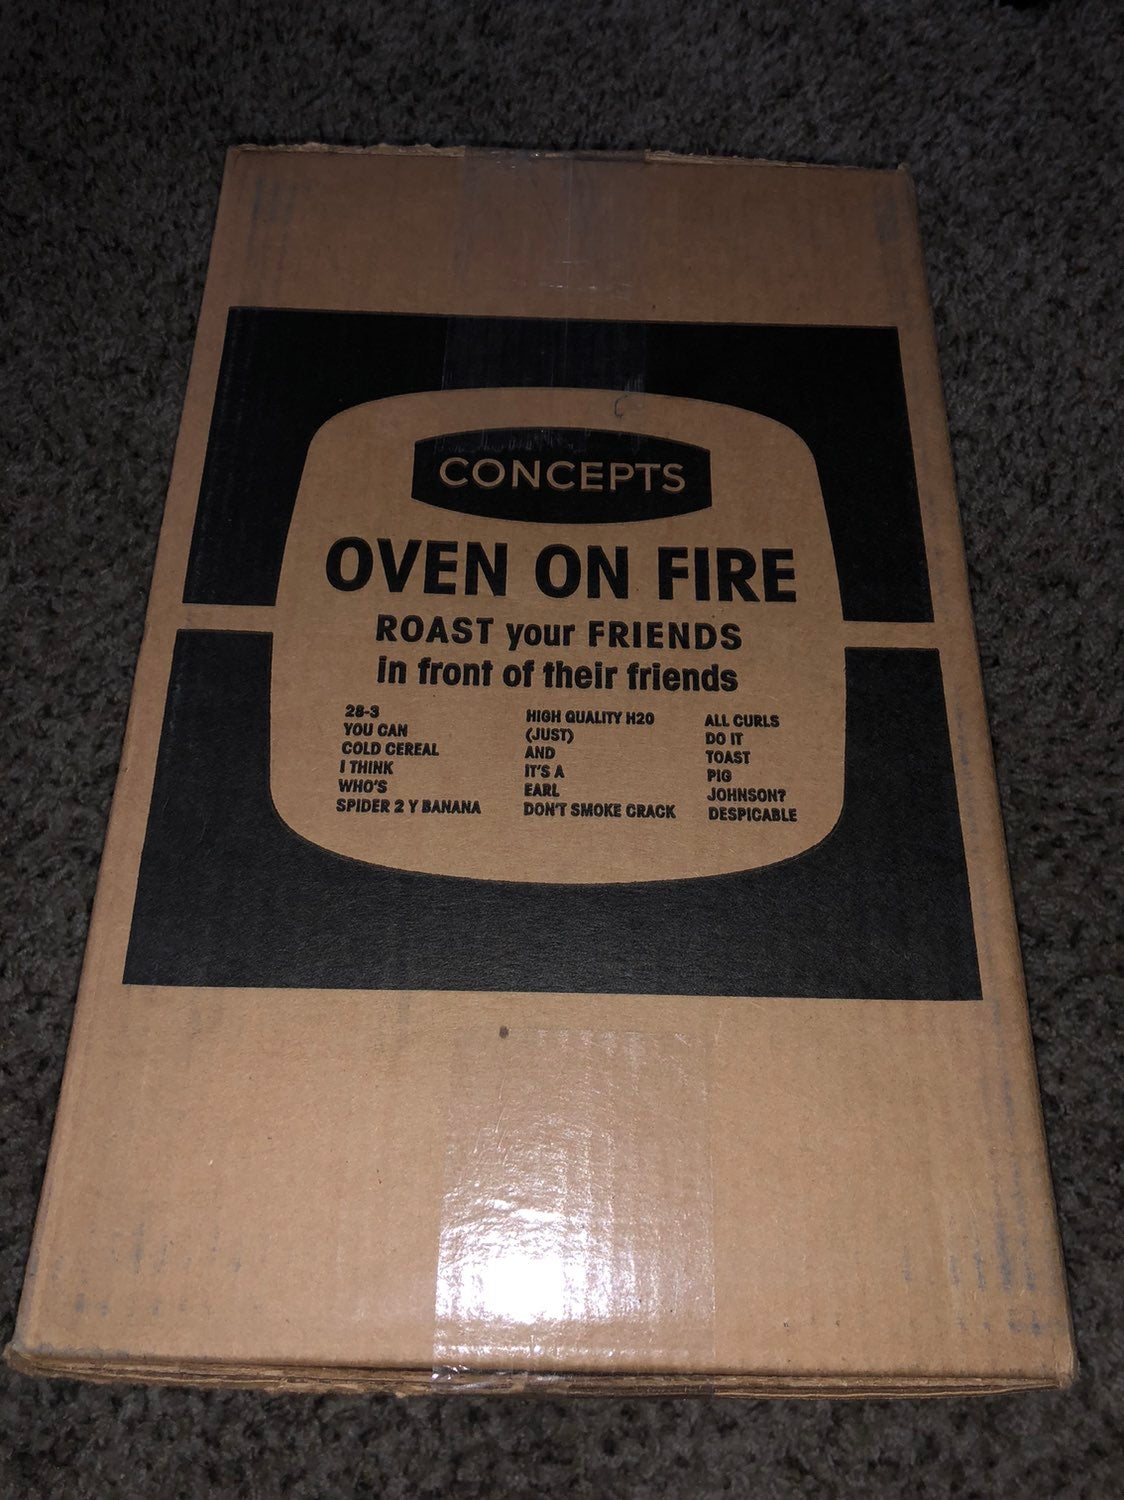 CONCEPTS
OVEN ON FIRE
ROAST your FRIENDS
in front of their friends
28-3
YOU CAN
COLD CEREAL
I THINK
WHO'S
SPIDER 2 Y BANANA
HIGH QUALITY H20
(JUST)
AND
IT'S A
EARL
DON'T SMOKE CRACK
ALL CURLS
DO IT
TOAST
PIG
JOHNSON?
DESPICABLE